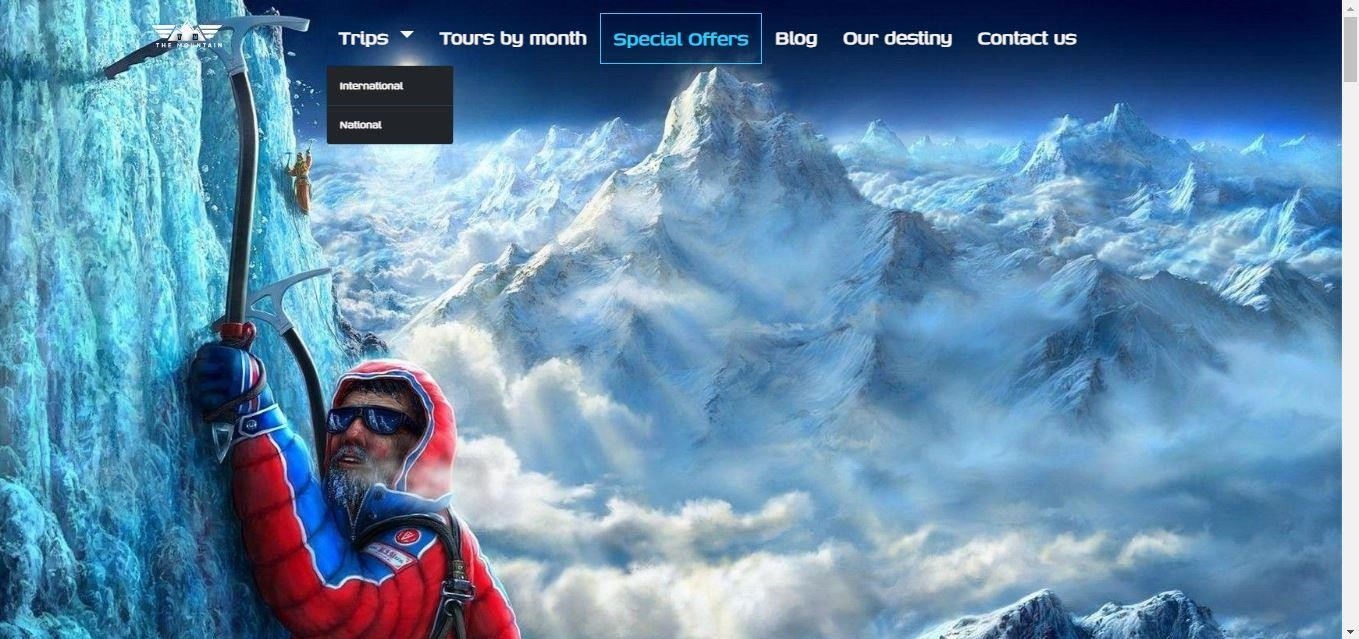 THE MOUNTAIN
Trips Tours by month Special Offers Blog Our destiny Contact us
International
National